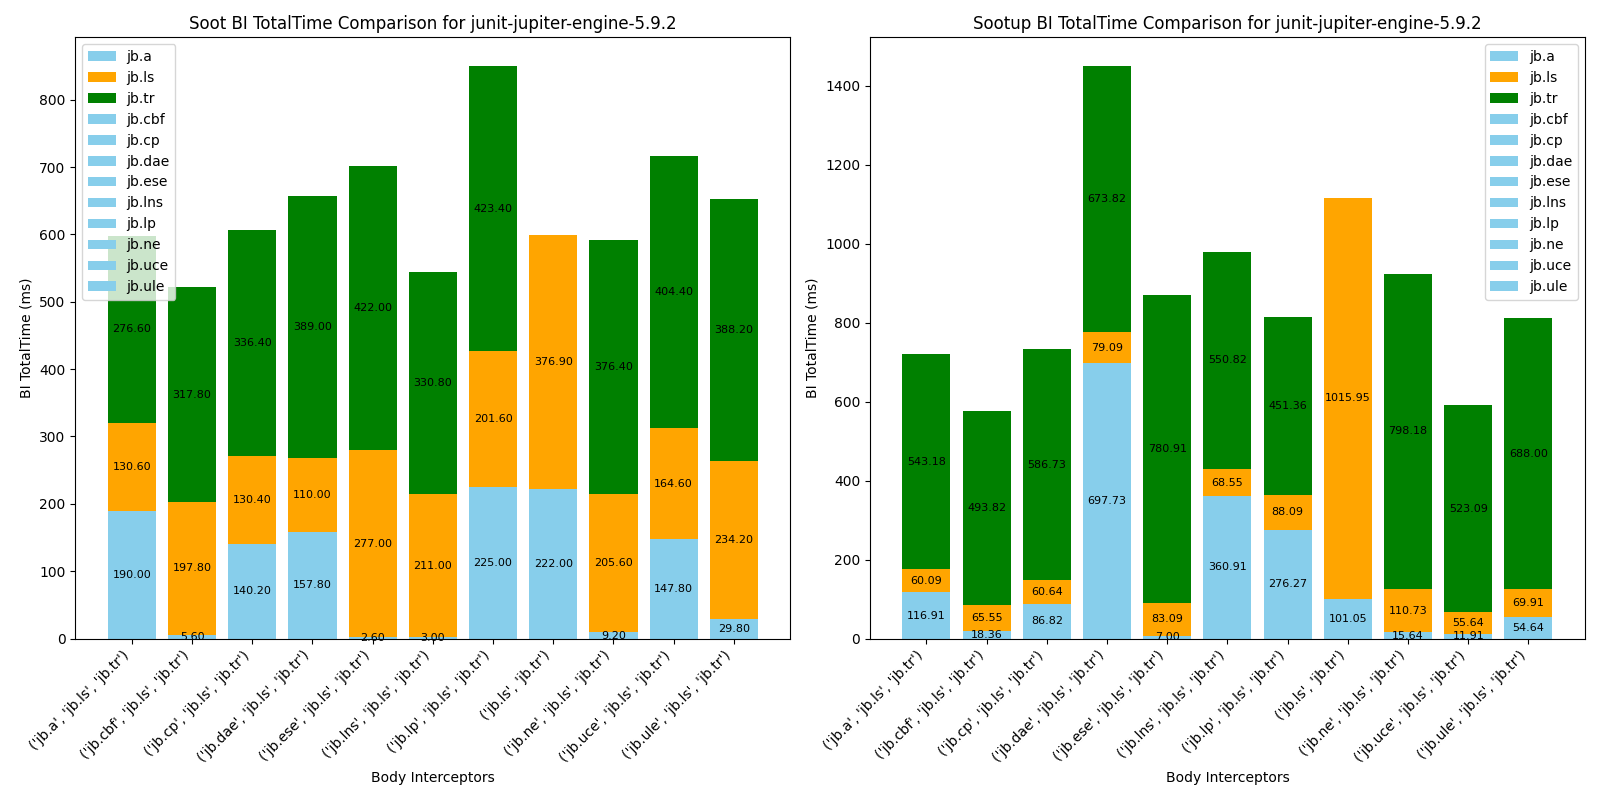 Soot BI TotalTime Comparison for junit-jupiter-engine-5.9.2
BI TotalTime (ms)
800
700
600
500
400
300
200
100
0
jb.a
jb.ls
jb.tr
jb.cbf
jb.cp
jb.dae
jb.ese
jb.lns
jb.lp
jb.ne
jb.uce
jb.ule
276.60
130.60
190.00
317.80
197.80
5.60
336.40
130.40
140.20
389.00
110.00
157.80
422.00
277.00
2.60
330.80
211.00
3.00
423.40
201.60
225.00
376.90
222.00
376.40
205.60
9.20
404.40
164.60
147.80
388.20
234.20
29.80
('jb.a', 'jb.ls', 'jb.tr')
('jb.cbf', 'jb.ls', 'jb.tr')
('jb.cp', 'jb.ls', 'jb.tr')
('jb.dae', 'jb.ls', 'jb.tr')
('jb.ese', 'jb.ls', 'jb.tr')
('jb.lns', 'jb.ls', 'jb.tr')
('jb.lp', 'jb.ls', 'jb.tr')
('jb.ls', 'jb.tr')
('jb.ne', 'jb.ls', 'jb.tr')
('jb.uce', 'jb.ls', 'jb.tr')
('jb.ule', 'jb.ls', 'jb.tr')
Body Interceptors
Sootup BI TotalTime Comparison for junit-jupiter-engine-5.9.2
BI TotalTime (ms)
1400
1200
1000
800
600
400
200
0
jb.a
jb.ls
jb.tr
jb.cbf
jb.cp
jb.dae
jb.ese
jb.lns
jb.lp
jb.ne
jb.uce
jb.ule
543.18
60.09
116.91
493.82
65.55
18.36
586.73
60.64
86.82
673.82
79.09
697.73
780.91
83.09
7.00
550.82
68.55
360.91
451.36
88.09
276.27
1015.95
101.05
798.18
110.73
15.64
523.09
55.64
11.91
688.00
69.91
54.64
('jb.a', 'jb.ls', 'jb.tr')
('jb.cbf', 'jb.ls', 'jb.tr')
('jb.cp', 'jb.ls', 'jb.tr')
('jb.dae', 'jb.ls', 'jb.tr')
('jb.ese', 'jb.ls', 'jb.tr')
('jb.lns', 'jb.ls', 'jb.tr')
('jb.lp', 'jb.ls', 'jb.tr')
('jb.ls', 'jb.tr')
('jb.ne', 'jb.ls', 'jb.tr')
('jb.uce', 'jb.ls', 'jb.tr')
('jb.ule', 'jb.ls', 'jb.tr')
Body Interceptors